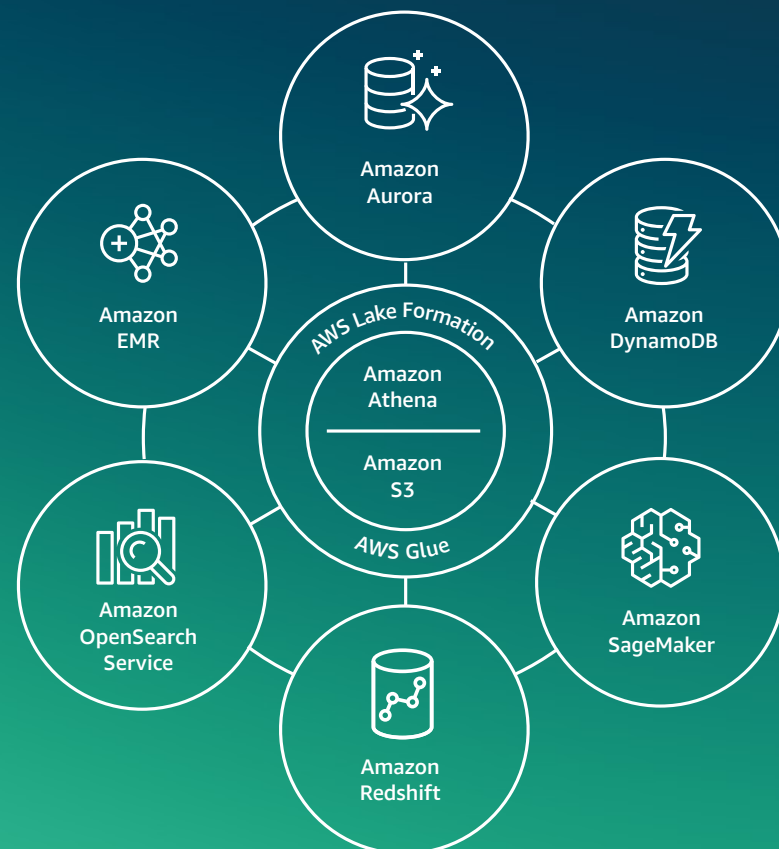 Amazon
Aurora
Amazon
EMR
Amazon
DynamoDB
AWS Lake Formation
Amazon
Athena
Amazon
S3
AWS Glue
Amazon
OpenSearch
Service
Amazon
SageMaker
Amazon
Redshift